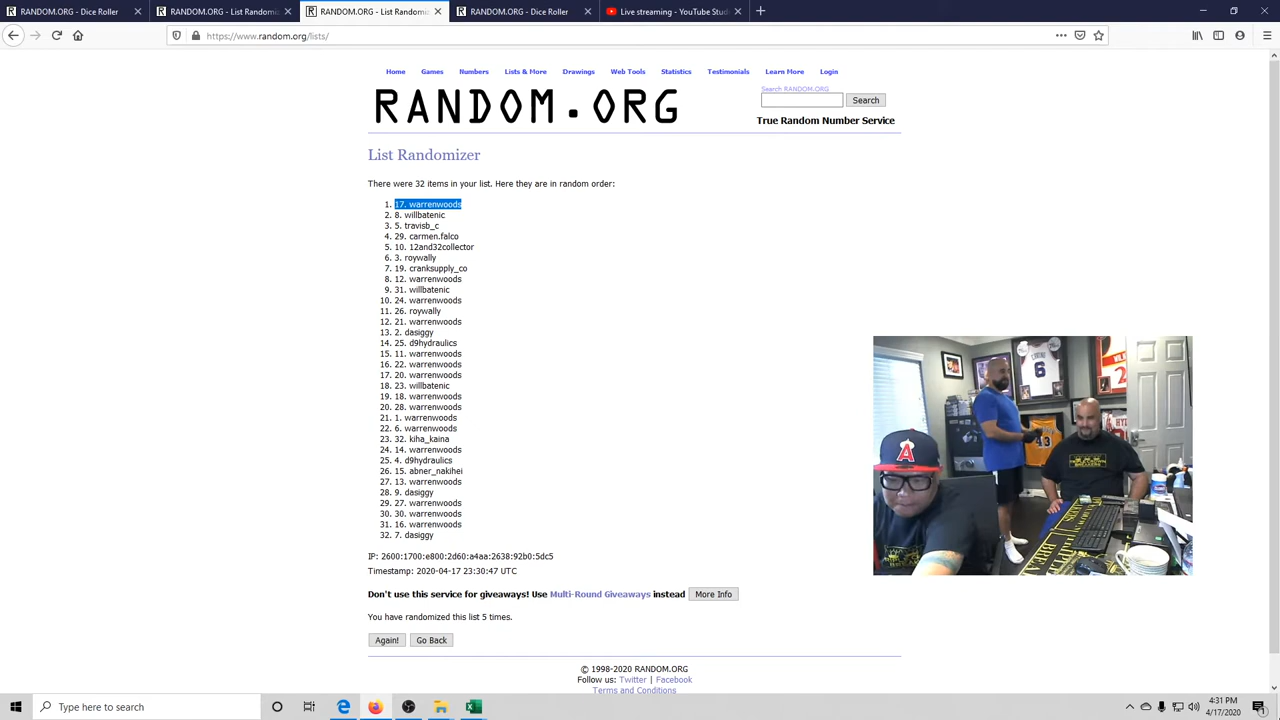 RANDOM.ORG - Dice Roller
RANDOM.ORG - List Randomi
RANDOM.ORG - List Randomize
RANDOM.ORG - Dice Roller
Live streaming - YouTube Stud
https://www.random.org/lists/
Home Games Numbers Lists & More Drawings Web Tools Statistics Testimonials Learn More Login
Search RANDOM.ORG
RANDOM.ORG
Search
True Random Number Service
List Randomizer
There were 32 items in your list. Here they are in random order:
1. 17. warrenwoods
2. 8. willbatenic
3. 5. travisb_c
4. 29. carmen.falco
5. 10. 12and32collector
6. 3. roywally
7. 19. cranksupply_co
8. 12. warrenwoods
9. 31. willbatenic
10. 24. warrenwoods
11. 26. roywally
12. 21. warrenwoods
13. 2. dasiggy
14. 25. d9hydraulics
15. 11. warrenwoods
16. 22. warrenwoods
17. 20. warrenwoods
18. 23. willbatenic
19. 18. warrenwoods
20. 28. warrenwoods
21. 1. warrenwoods
22. 6. warrenwoods
23. 32. kiha_kaina
24. 14. warrenwoods
25. 4. d9hydraulics
26. 15. abner_nakihei
27. 13. warrenwoods
28. 9. dasiggy
29. 27. warrenwoods
30. 30. warrenwoods
31. 16. warrenwoods
32. 7. dasiggy
IP: 2600:1700:e800:2d60:a4aa:2638:92b0:5dc5
Timestamp: 2020-04-17 23:30:47 UTC
Don't use this service for giveaways! Use Multi-Round Giveaways instead More Info
You have randomized this list 5 times.
Again! Go Back
© 1998-2020 RANDOM.ORG
Follow us: Twitter | Facebook
Terms and Conditions
Type here to search
4:31 PM
4/17/2020